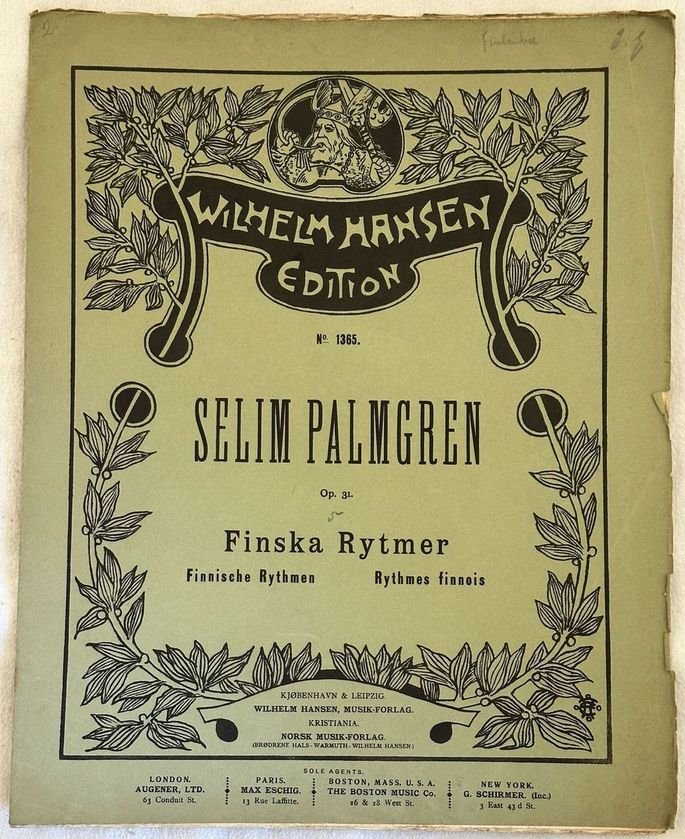 2.
WILHELM HANSEN
EDITION
No. 1365.
SELIM PALMGREN
Op. 31.
Finska Rytmer
Finnische Rythmen Rythmes finnois
KJØBENHAVN & LEIPZIG.
WILHELM HANSEN, MUSIK-FORLAG.
KRISTIANIA.
NORSK MUSIK-FORLAG.
(BRØDRENE HALS - WARMUTH - WILHELM HANSEN)
SOLE AGENTS.
LONDON. PARIS. BOSTON, MASS. U. S. A. NEW YORK.
AUGENER, LTD. MAX ESCHIG. THE BOSTON MUSIC Co. G. SCHIRMER. (Inc.)
63 Conduit St. 13 Rue Laffitte. 26 & 28 West St. 3 East 43 d St.